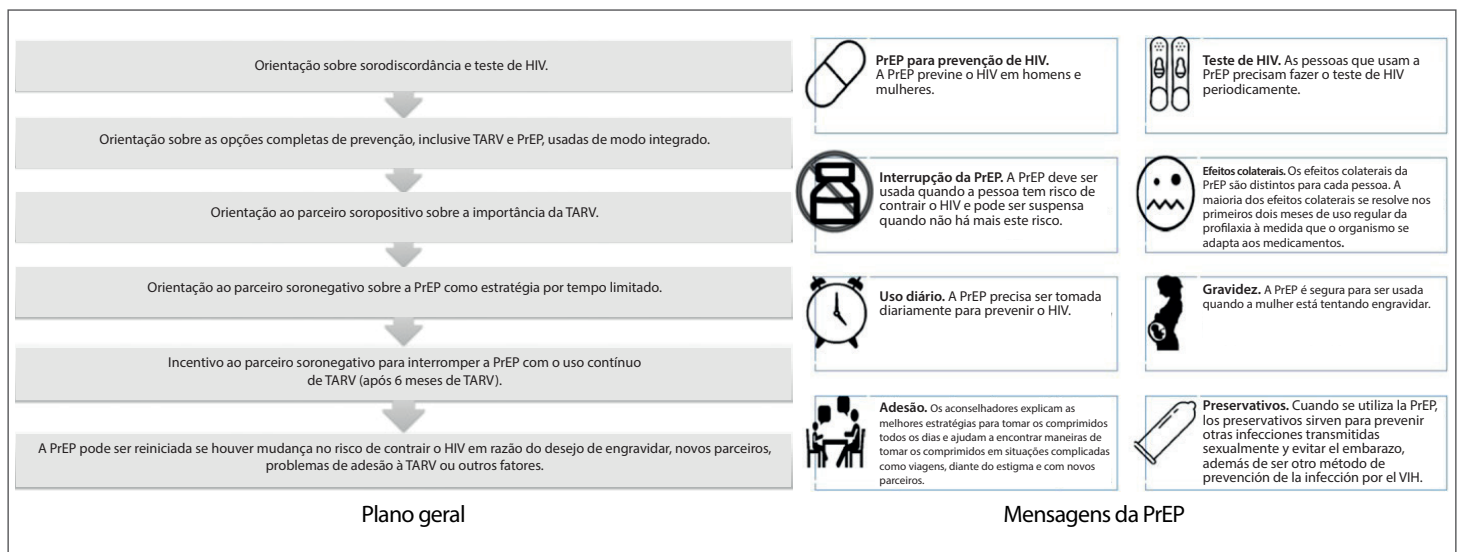 Orientação sobre sorodiscordância e teste de HIV.
Orientação sobre as opções completas de prevenção, inclusive TARV e PrEP, usadas de modo integrado.
Orientação ao parceiro soropositivo sobre a importância da TARV.
Orientação ao parceiro soronegativo sobre a PrEP como estratégia por tempo limitado.
Incentivo ao parceiro soronegativo para interromper a PrEP com o uso contínuo
de TARV (após 6 meses de TARV).
A PrEP pode ser reiniciada se houver mudança no risco de contrair o HIV em razão do desejo de engravidar, novos parceiros,
problemas de adesão à TARV ou outros fatores.
Plano geral
PrEP para prevenção de HIV.
A PrEP previne o HIV em homens e
mulheres.
Teste de HIV. As pessoas que usam a
PrEP precisam fazer o teste de HIV
periodicamente.
Interrupção da PrEP. A PrEP deve ser
usada quando a pessoa tem risco de
contrair o HIV e pode ser suspensa
quando não há mais este risco.
Efeitos colaterais. Os efeitos colaterais da
PrEP são distintos para cada pessoa. A
maioria dos efeitos colaterais se resolve nos
primeiros dois meses de uso regular da
profilaxia à medida que o organismo se
adapta aos medicamentos.
Uso diário. A PrEP precisa ser tomada
diariamente para prevenir o HIV.
Gravidez. A PrEP é segura para ser usada
quando a mulher está tentando engravidar.
Adesão. Os aconselhadores explicam as
melhores estratégias para tomar os comprimidos
todos os dias e ajudam a encontrar maneiras de
tomar os comprimidos em situações complicadas
como viagens, diante do estigma e com novos
parceiros.
Preservativos. Cuando se utiliza la PrEP,
los preservativos sirven para prevenir
otras infecciones transmitidas
sexualmente y evitar el embarazo,
además de ser otro método de
prevención de la infección por el VIH.
Mensagens da PrEP